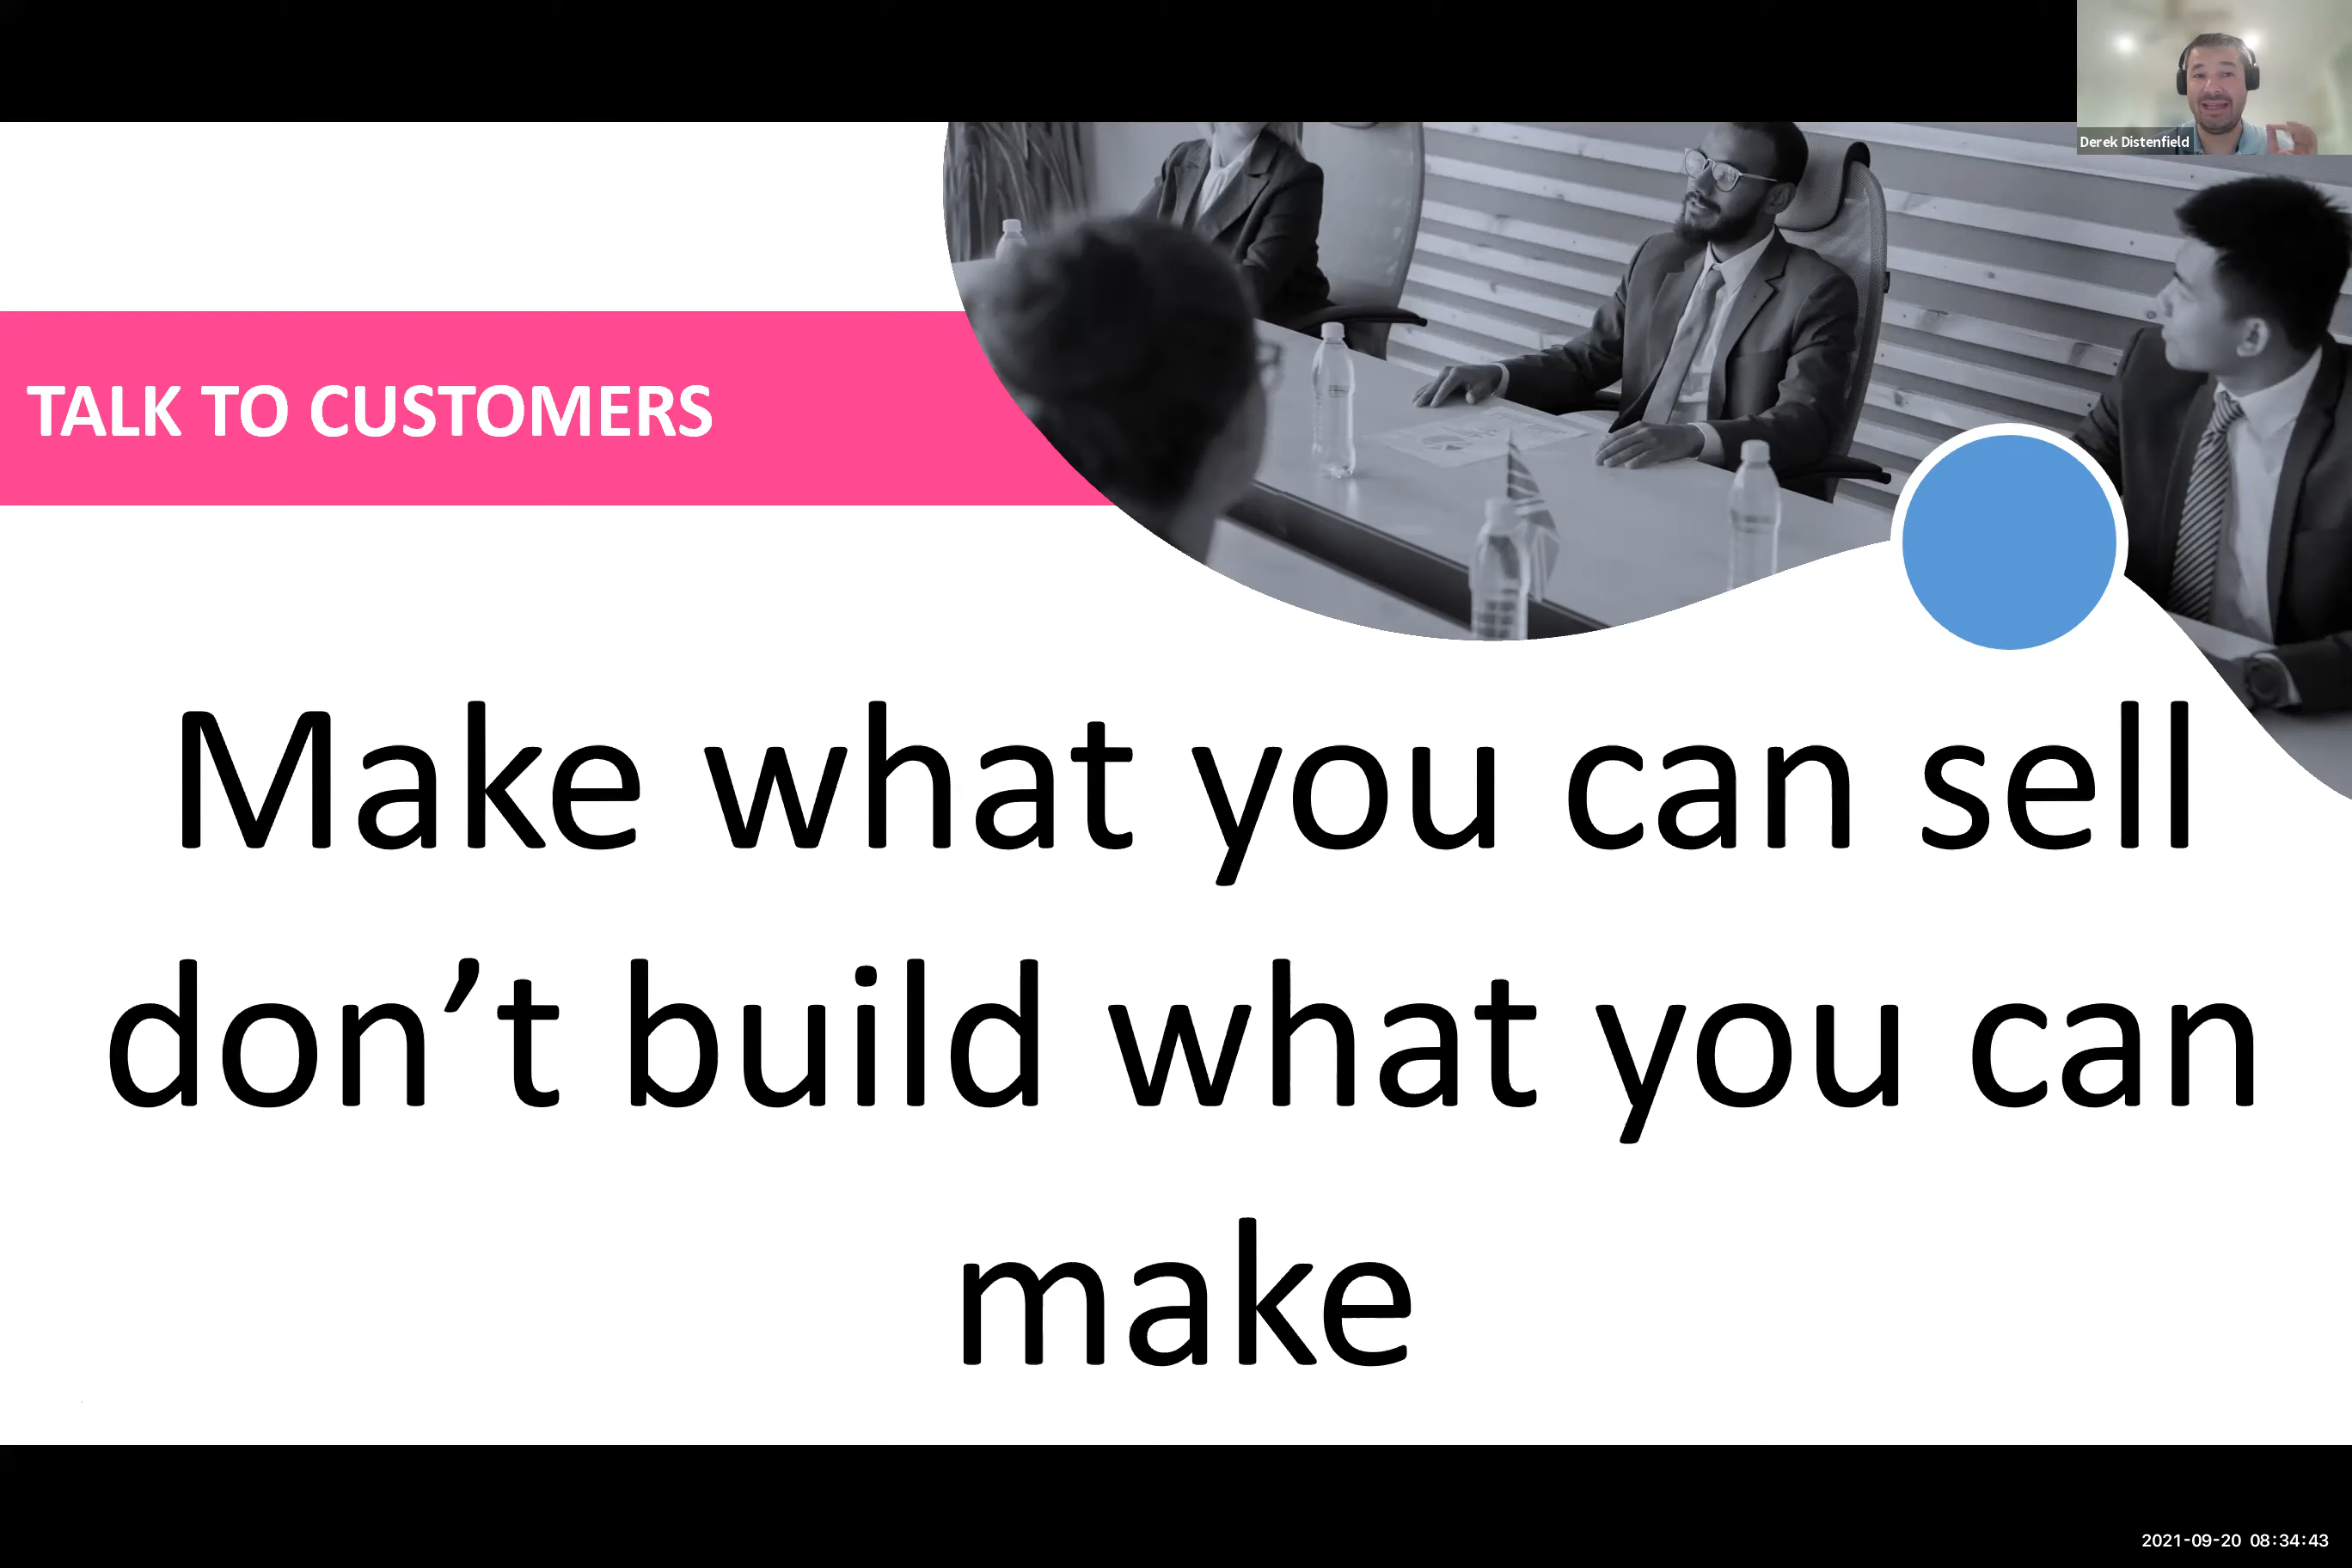 Derek Distenfield
TALK TO CUSTOMERS
Make what you can sell
don’t build what you can
make
2021-09-20 08:34:43